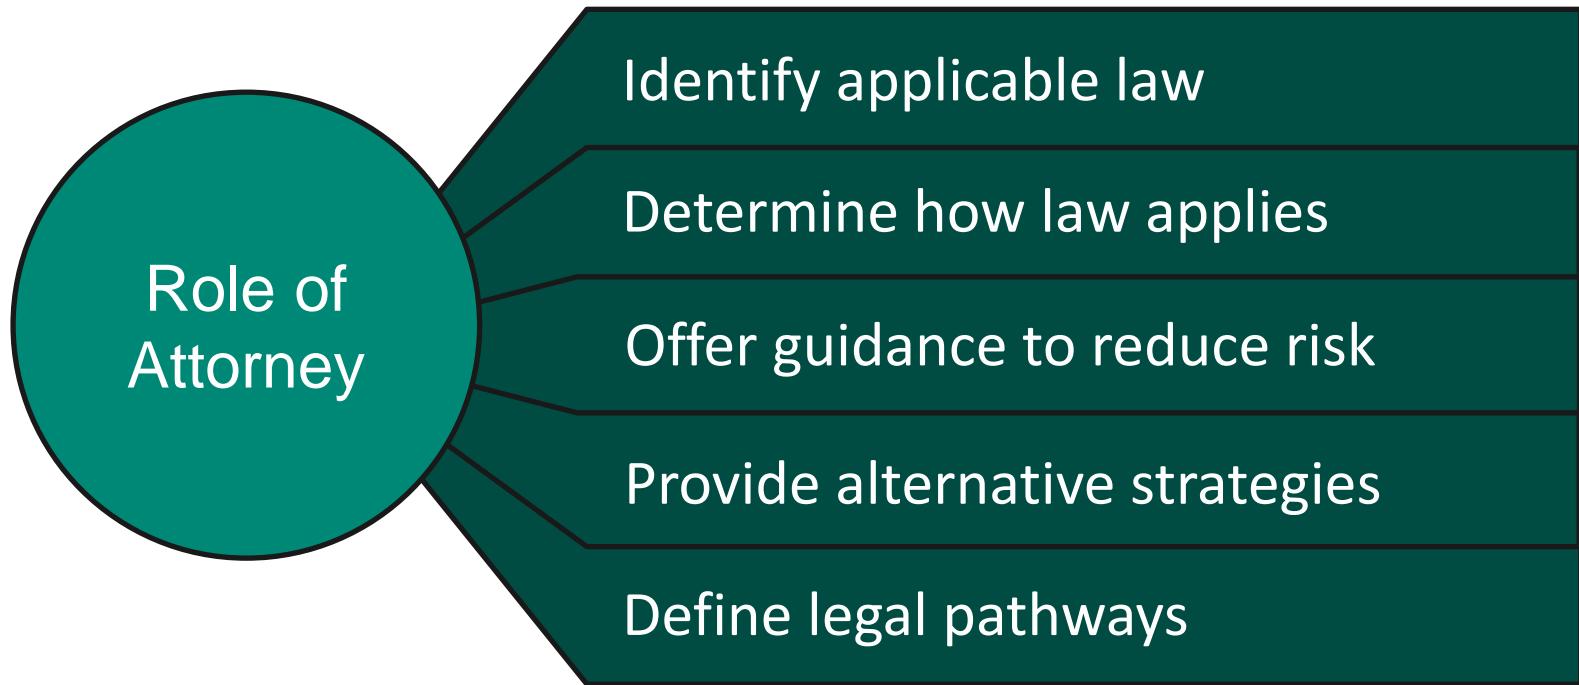 Role of
Attorney
Identify applicable law
Determine how law applies
Offer guidance to reduce risk
Provide alternative strategies
Define legal pathways